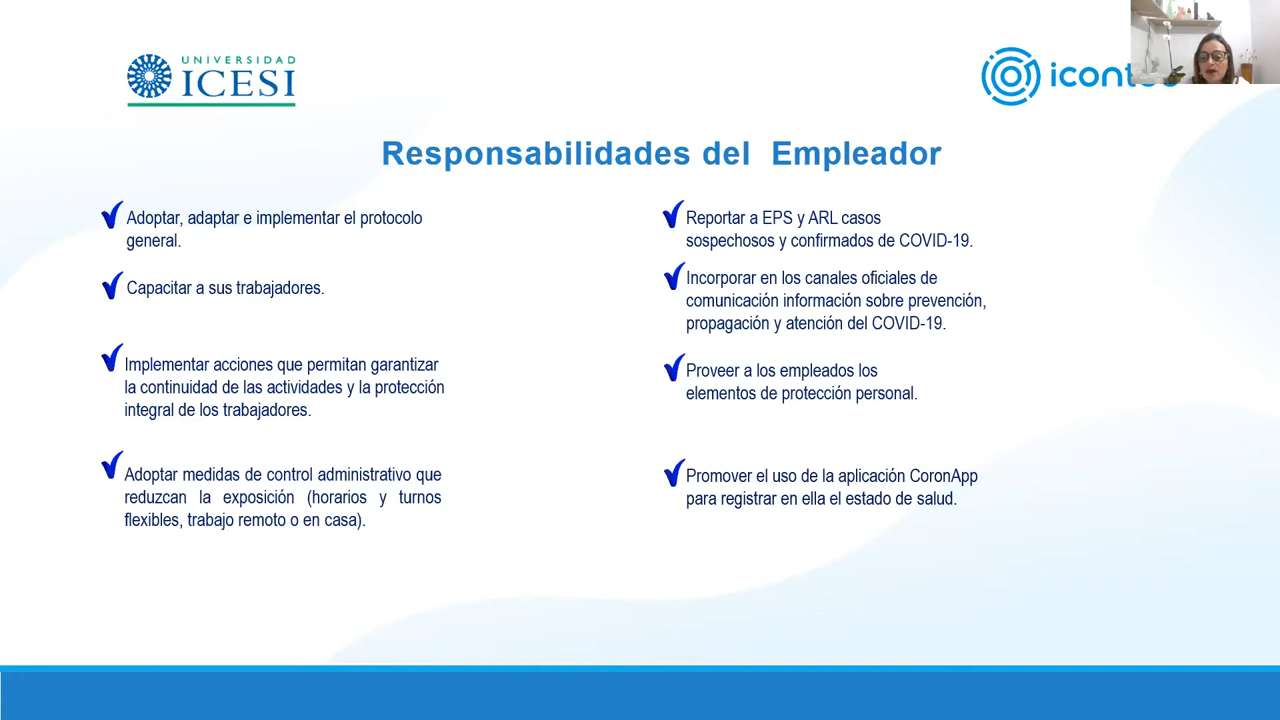 UNIVERSIDAD
ICESI
Responsabilidades del Empleador
Adoptar, adaptar e implementar el protocolo
general.
Capacitar a sus trabajadores.
Implementar acciones que permitan garantizar
la continuidad de las actividades y la protección
integral de los trabajadores.
Adoptar medidas de control administrativo que
reduzcan la exposición (horarios y turnos
flexibles, trabajo remoto o en casa).
Reportar a EPS y ARL casos
sospechosos y confirmados de COVID-19.
Incorporar en los canales oficiales de
comunicación información sobre prevención,
propagación y atención del COVID-19.
Proveer a los empleados los
elementos de protección personal.
Promover el uso de la aplicación CoronApp
para registrar en ella el estado de salud.